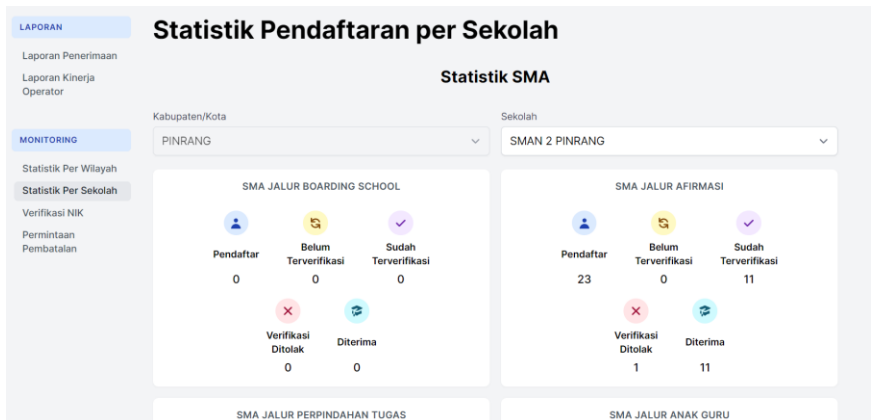 LAPORAN
Laporan Penerimaan
Laporan Kinerja
Operator
MONITORING
Statistik Per Wilayah
Statistik Per Sekolah
Verifikasi NIK
Permintaan
Pembatalan
Statistik Pendaftaran per Sekolah
Statistik SMA
Kabupaten/Kota
PINRANG
Sekolah
SMAN 2 PINRANG
SMA JALUR BOARDING SCHOOL
Pendaftar
0
Belum
Terverifikasi
0
Sudah
Terverifikasi
0
Verifikasi
Ditolak
0
Diterima
0
SMA JALUR AFIRMASI
Pendaftar
23
Belum
Terverifikasi
0
Sudah
Terverifikasi
11
Verifikasi
Ditolak
1
Diterima
11
SMA JALUR PERPINDAHAN TUGAS
SMA JALUR ANAK GURU